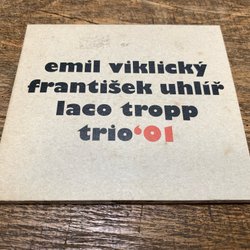 emil viklický
františek uhlíř
laco tropp
trio‘01